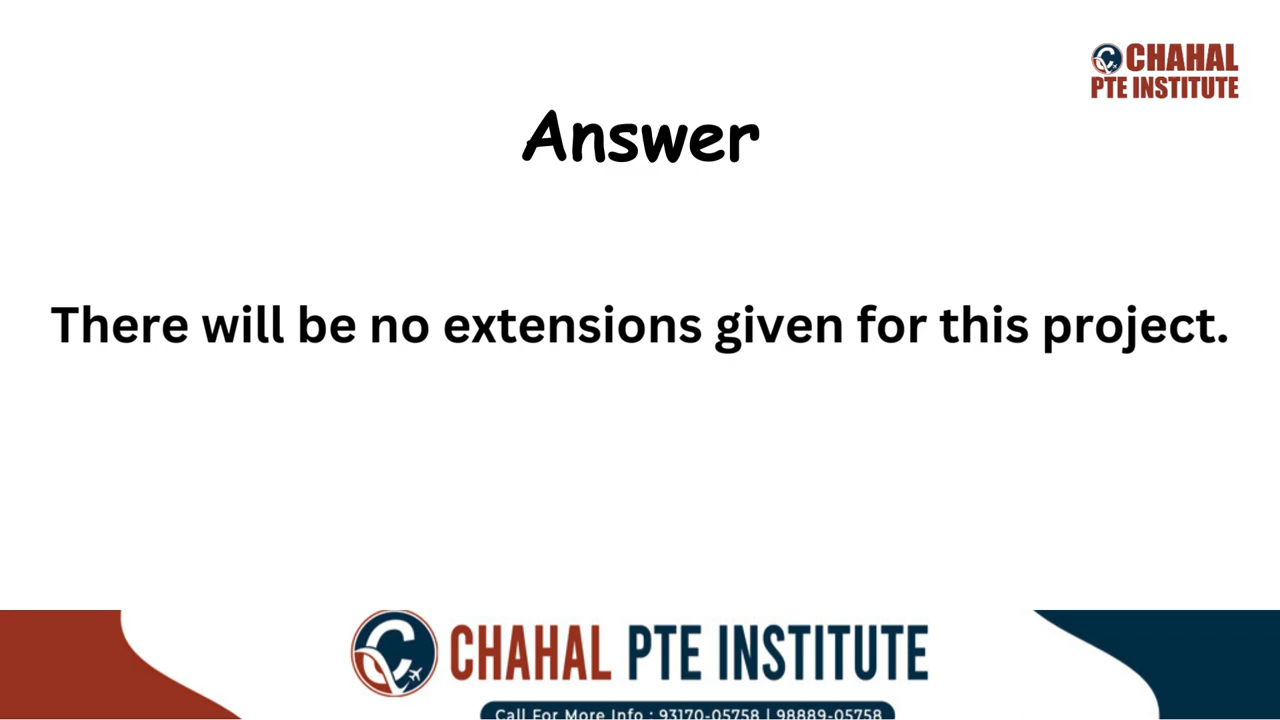 CHAHAL
PTE INSTITUTE
Answer
There will be no extensions given for this project.
CHAHAL PTE INSTITUTE
Call For More Info : 93170-05758 | 98889-05758